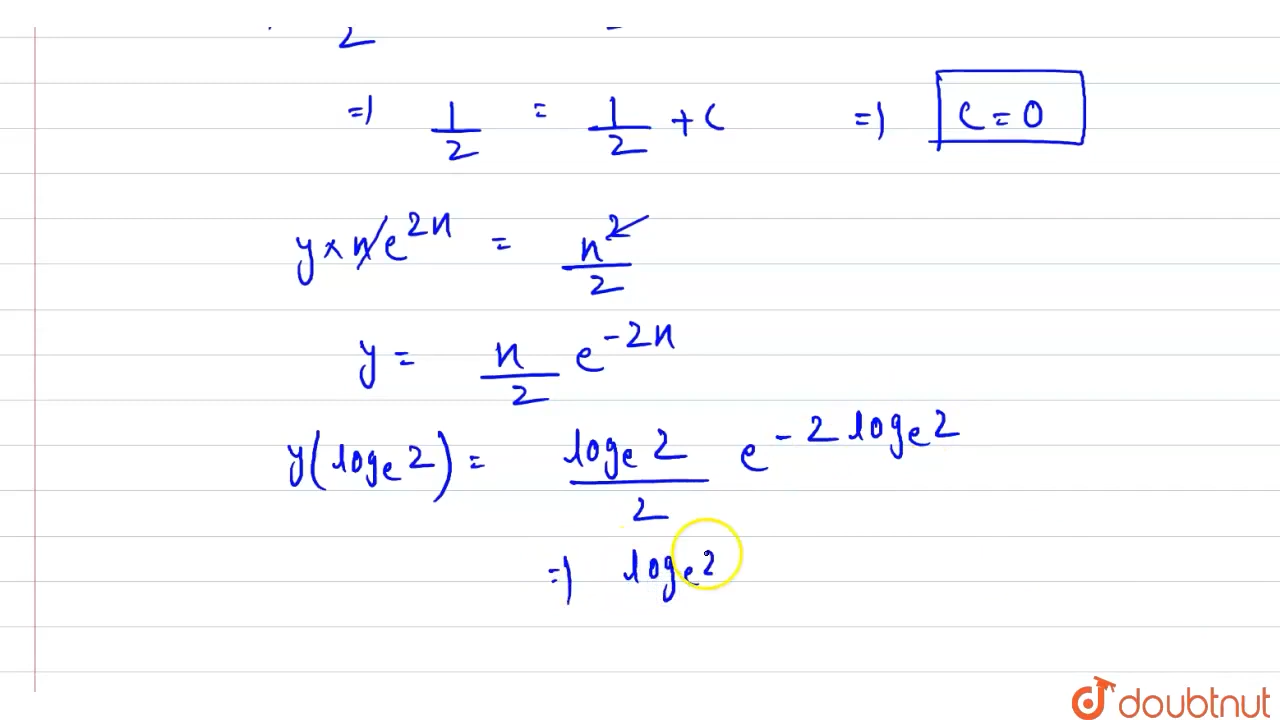 2
=) 1/2 = 1/2 + C =) C = 0
y × x e^{2x} = x^2/2
y = x/2 e^{-2x}
y(log_e 2) = log_e 2/2 e^{-2 log_e 2}
=) log_e 2
doubtnut